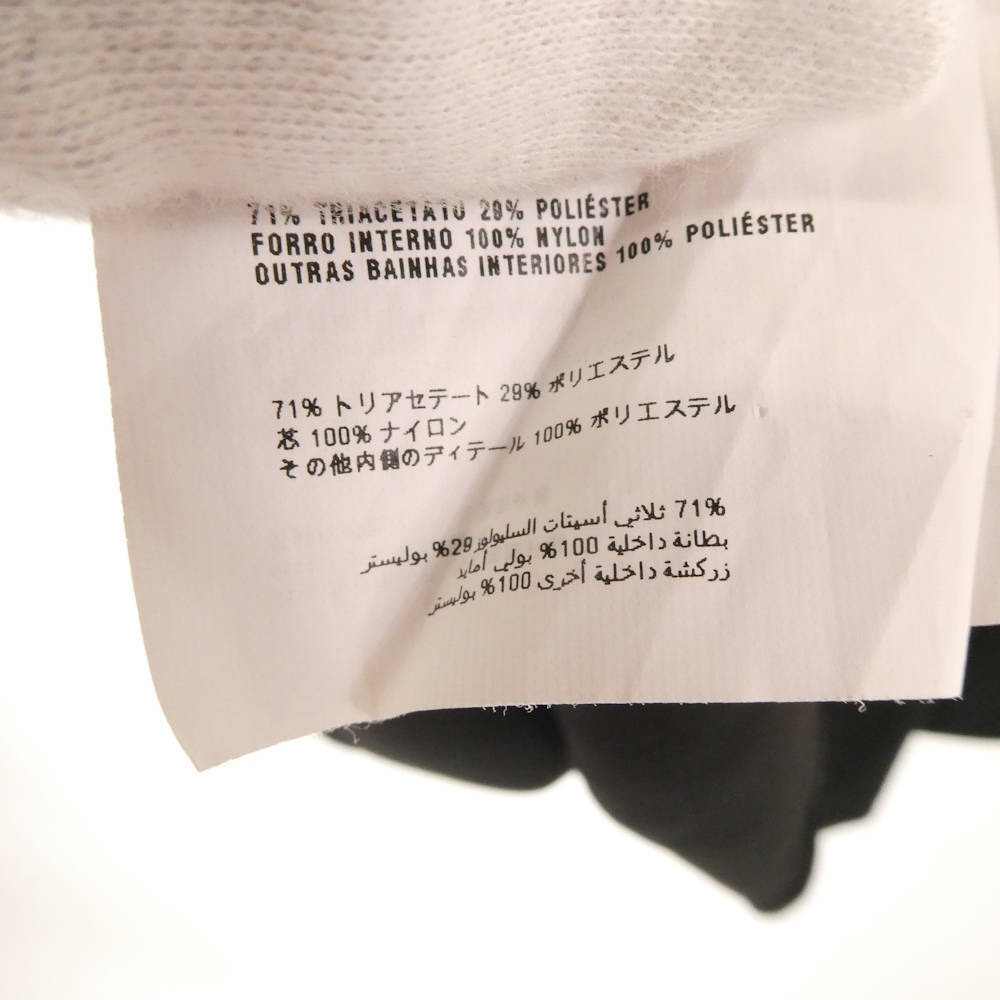 71% TRIACETATO 29% POLIÉSTER
FORRO INTERNO 100% NYLON
OUTRAS BAINHAS INTERIORES 100% POLIÉSTER
71% トリアセテート 29% ポリエステル
芯 100% ナイロン
その他内側のディテール 100% ポリエステル
71% ثلاثي أسيتات السليولوز 29% بوليستر
بطانة داخلية 100% بولي أمايد
زركشة داخلية أخرى 100% بوليستر